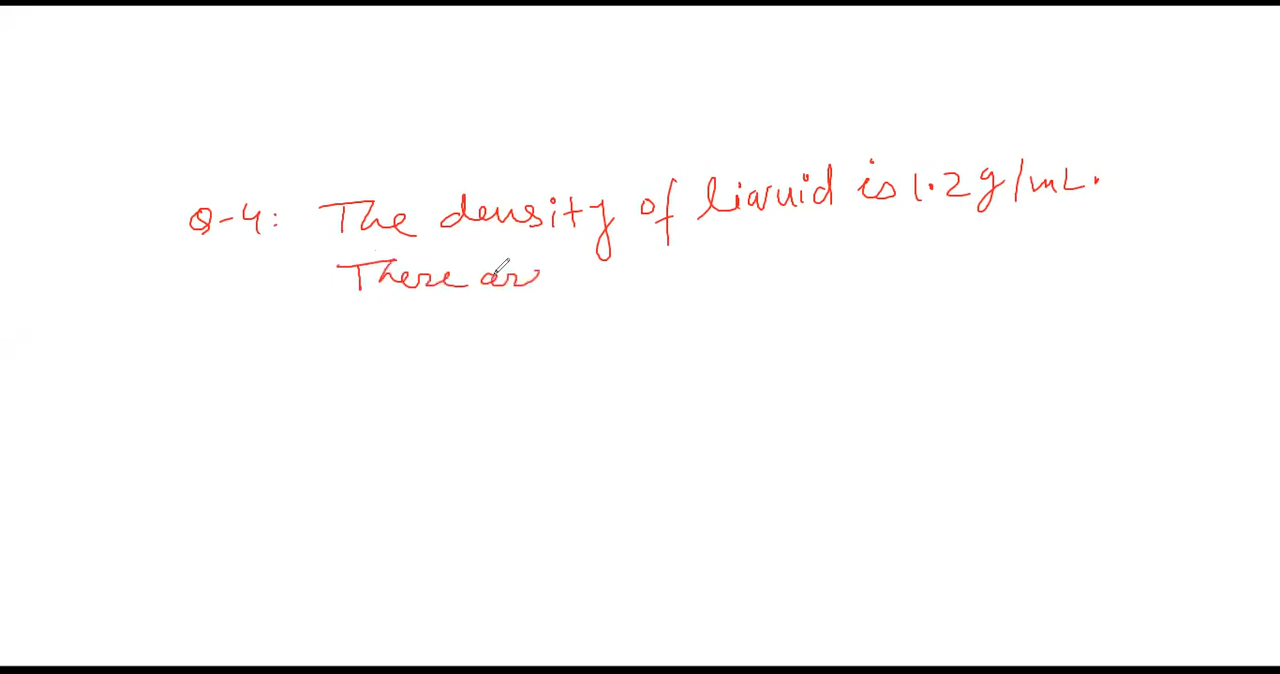 Q-4: The density of liquid is 1.2 g/mL.
There are